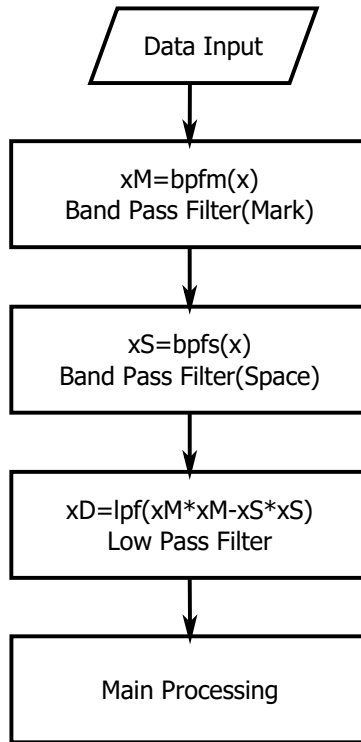 Data Input
xM=bpfm(x)
Band Pass Filter(Mark)
xS=bpfs(x)
Band Pass Filter(Space)
xD=lpf(xM*xM-xS*xS)
Low Pass Filter
Main Processing